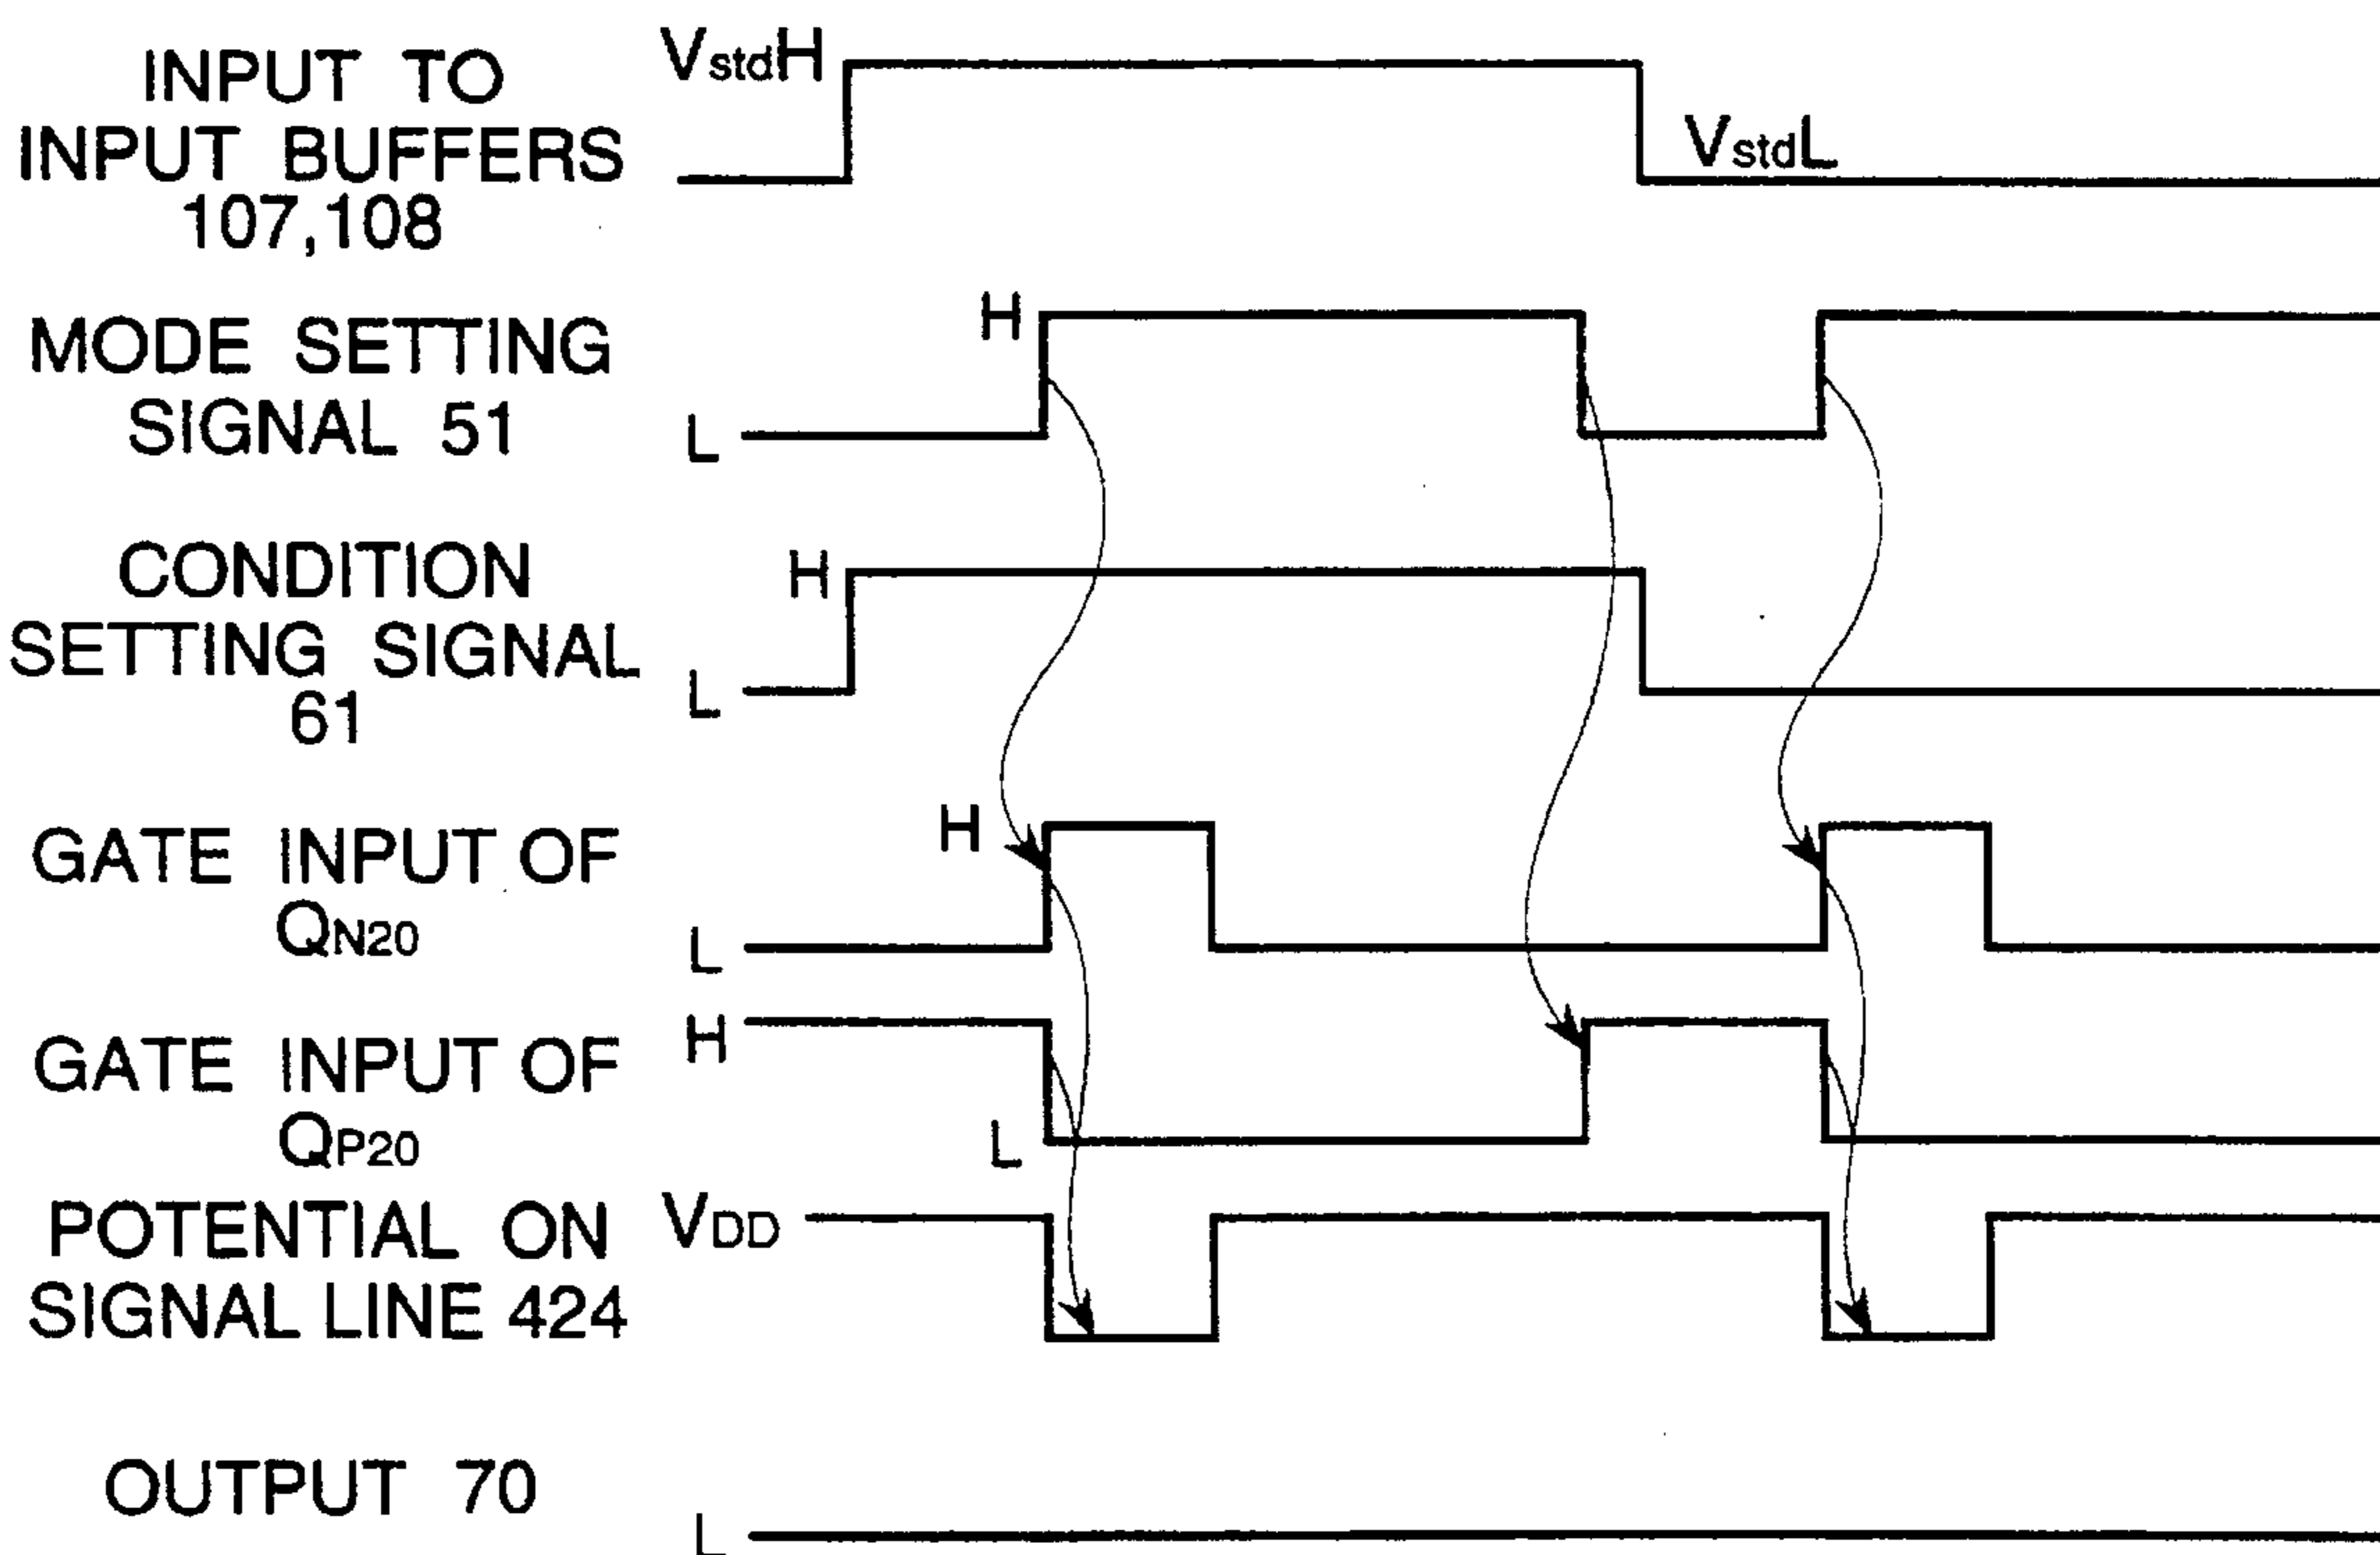 INPUT TO
INPUT BUFFERS
107,108
VstdH
VstdL
MODE SETTING
SIGNAL 51
H
L
CONDITION
SETTING SIGNAL
61
H
L
GATE INPUT OF
QN20
H
L
GATE INPUT OF
QP20
H
L
POTENTIAL ON
SIGNAL LINE 424
VDD
OUTPUT 70
L